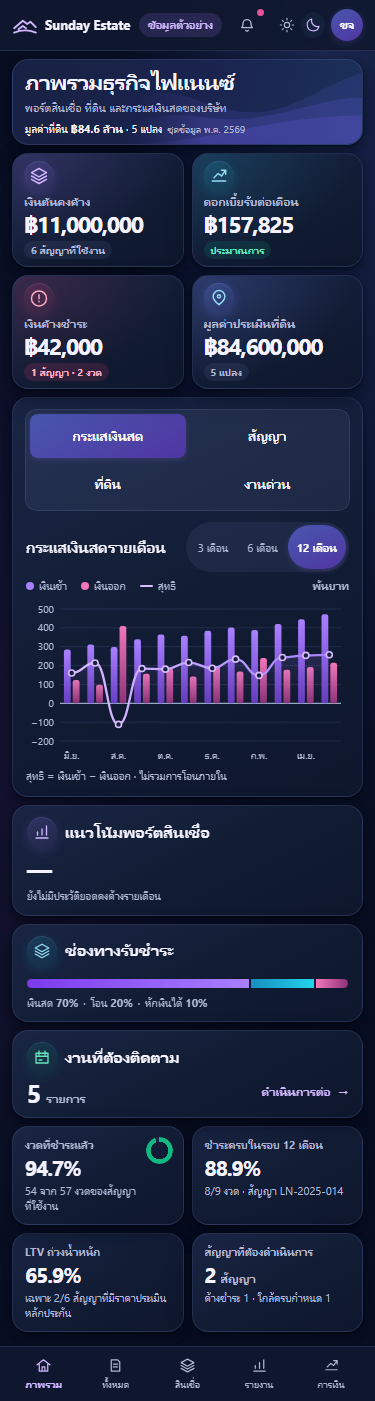 Sunday Estate
ข้อมูลตัวอย่าง
ขจ
ภาพรวมธุรกิจไฟแนนซ์
พอร์ตสินเชื่อ ที่ดิน และกระแสเงินสดของบริษัท
มูลค่าที่ดิน ฿84.6 ล้าน · 5 แปลง ชุดข้อมูล พ.ค. 2569
เงินต้นคงค้าง
฿11,000,000
6 สัญญาที่ใช้งาน
ดอกเบี้ยรับต่อเดือน
฿157,825
ประมาณการ
เงินค้างชำระ
฿42,000
1 สัญญา · 2 งวด
มูลค่าประเมินที่ดิน
฿84,600,000
5 แปลง
กระแสเงินสด
สัญญา
ที่ดิน
งานด่วน
กระแสเงินสดรายเดือน
3 เดือน
6 เดือน
12 เดือน
เงินเข้า
เงินออก
สุทธิ
พันบาท
500
400
300
200
100
0
−100
−200
มิ.ย.
ส.ค.
ต.ค.
ธ.ค.
ก.พ.
เม.ย.
สุทธิ = เงินเข้า − เงินออก · ไม่รวมการโอนภายใน
แนวโน้มพอร์ตสินเชื่อ
—
ยังไม่มีประวัติยอดคงค้างรายเดือน
ช่องทางรับชำระ
เงินสด 70% · โอน 20% · หักเงินได้ 10%
งานที่ต้องติดตาม
5 รายการ
ดำเนินการต่อ →
งวดที่ชำระแล้ว
94.7%
54 จาก 57 งวดของสัญญา
ที่ใช้งาน
ชำระครบในรอบ 12 เดือน
88.9%
8/9 งวด · สัญญา LN-2025-014
LTV ถ่วงน้ำหนัก
65.9%
เฉพาะ 2/6 สัญญาที่มีราคาประเมิน
หลักประกัน
สัญญาที่ต้องดำเนินการ
2 สัญญา
ค้างชำระ 1 · ใกล้ครบกำหนด 1
ภาพรวม
ทั้งหมด
สินเชื่อ
รายงาน
การเงิน